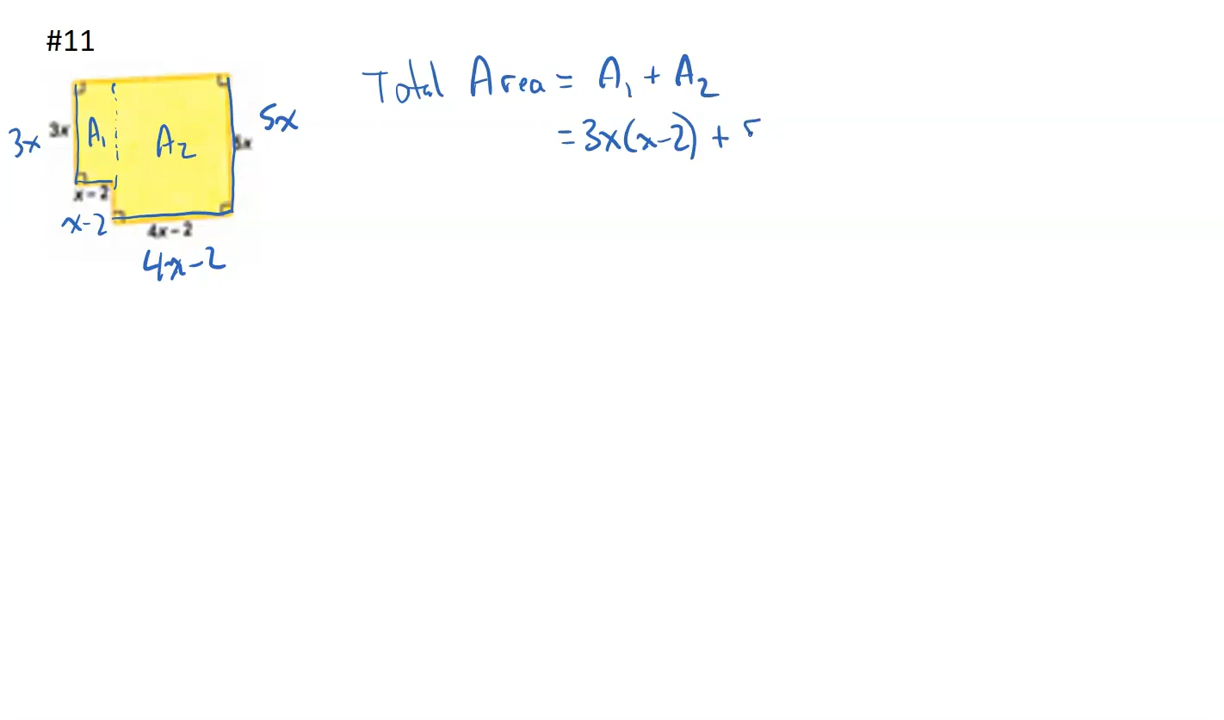 #11
Total Area = A₁ + A₂
= 3x(x-2) + 5
3x
3x
A₁
A₂
5x
5x
x-2
x-2
4x-2
4x-2